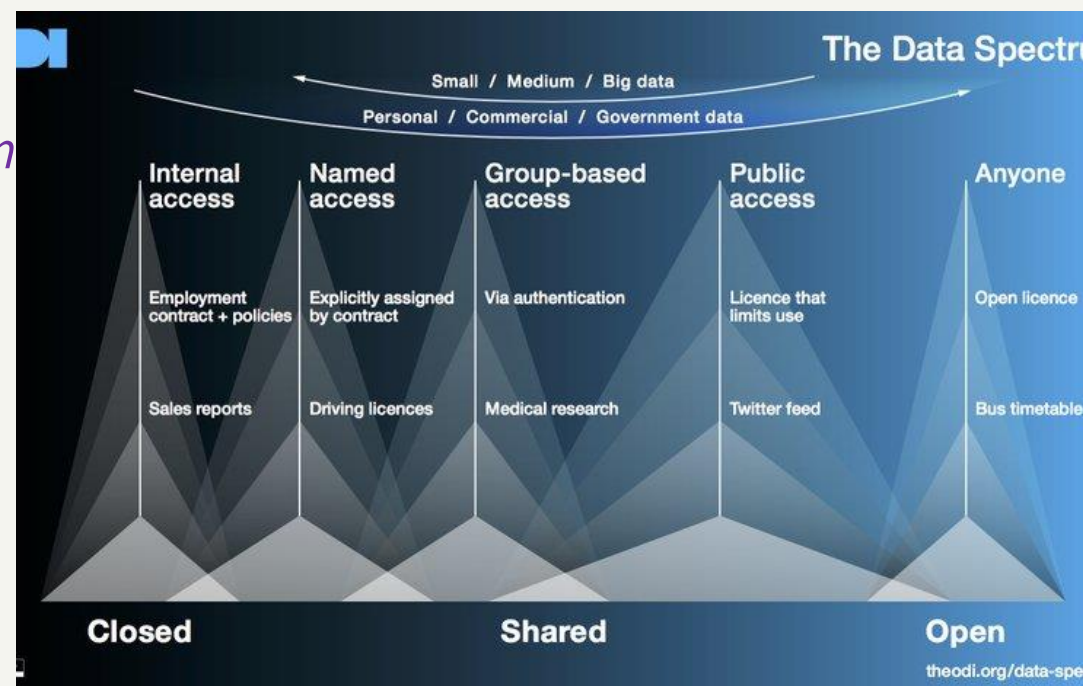 DI
The Data Spectru
Small / Medium / Big data
Personal / Commercial / Government data
n
Internal
access
Named
access
Group-based
access
Public
access
Anyone
Employment
contract + policies
Explicitly assigned
by contract
Via authentication
Licence that
limits use
Open licence
Sales reports
Driving licences
Medical research
Twitter feed
Bus timetable
Closed
Shared
Open
theodi.org/data-spe